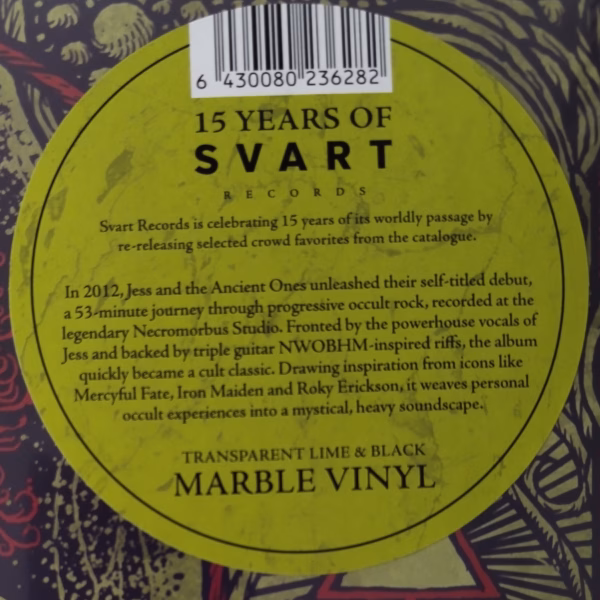 6 430080 236282
15 YEARS OF
SVART
RECORDS
Svart Records is celebrating 15 years of its worldly passage by
re-releasing selected crowd favorites from the catalogue.
In 2012, Jess and the Ancient Ones unleashed their self-titled debut,
a 53-minute journey through progressive occult rock, recorded at the
legendary Necromorbus Studio. Fronted by the powerhouse vocals of
Jess and backed by triple guitar NWOBHM-inspired riffs, the album
quickly became a cult classic. Drawing inspiration from icons like
Mercyful Fate, Iron Maiden and Roky Erickson, it weaves personal
occult experiences into a mystical, heavy soundscape.
TRANSPARENT LIME & BLACK
MARBLE VINYL